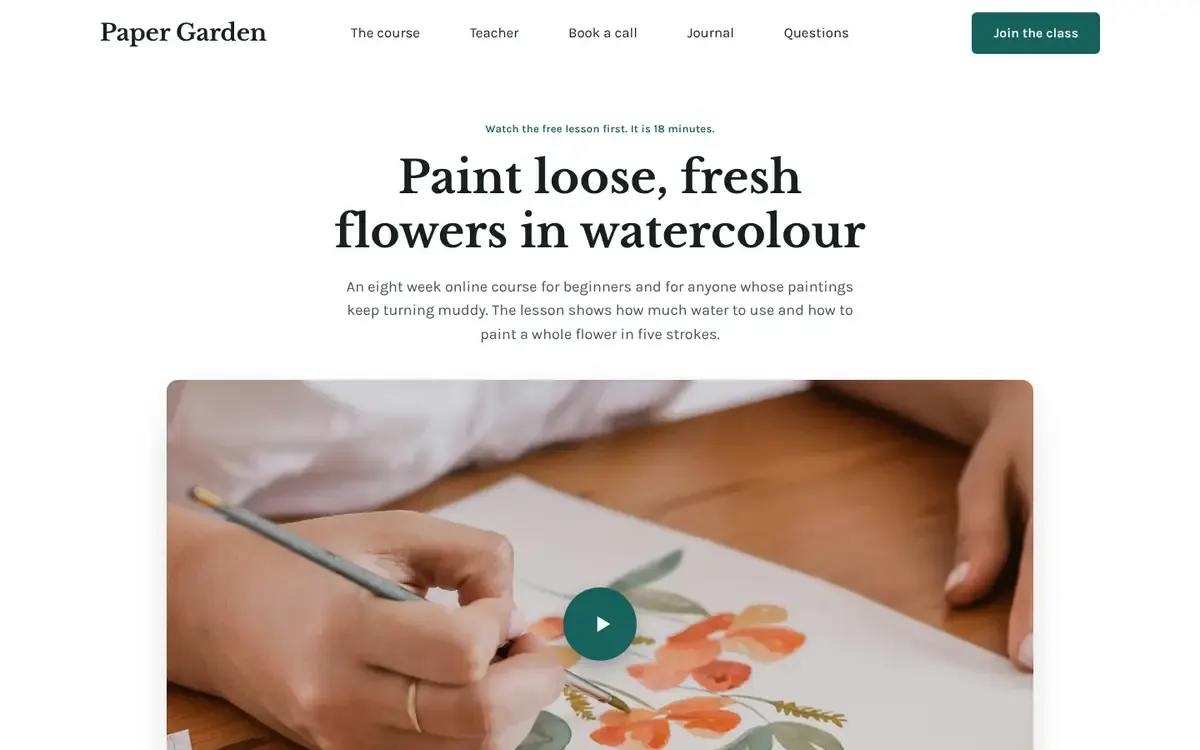 Paper Garden
The course
Teacher
Book a call
Journal
Questions
Join the class
Watch the free lesson first. It is 18 minutes.
Paint loose, fresh
flowers in watercolour
An eight week online course for beginners and for anyone whose paintings
keep turning muddy. The lesson shows how much water to use and how to
paint a whole flower in five strokes.